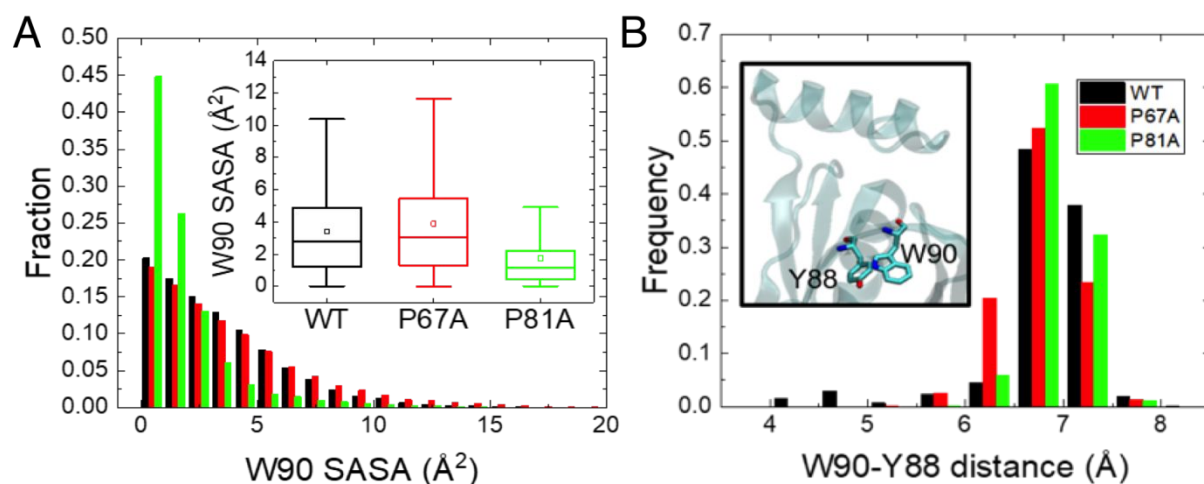 A
0.50
0.45
0.40
0.35
0.30
0.25
0.20
0.15
0.10
0.05
0.00
Fraction
0
5
10
15
20
W90 SASA (Å²)
14
12
10
8
6
4
2
0
W90 SASA (Å²)
WT
P67A
P81A
B
0.7
0.6
0.5
0.4
0.3
0.2
0.1
0.0
Frequency
4
5
6
7
8
W90-Y88 distance (Å)
Y88
W90
WT
P67A
P81A